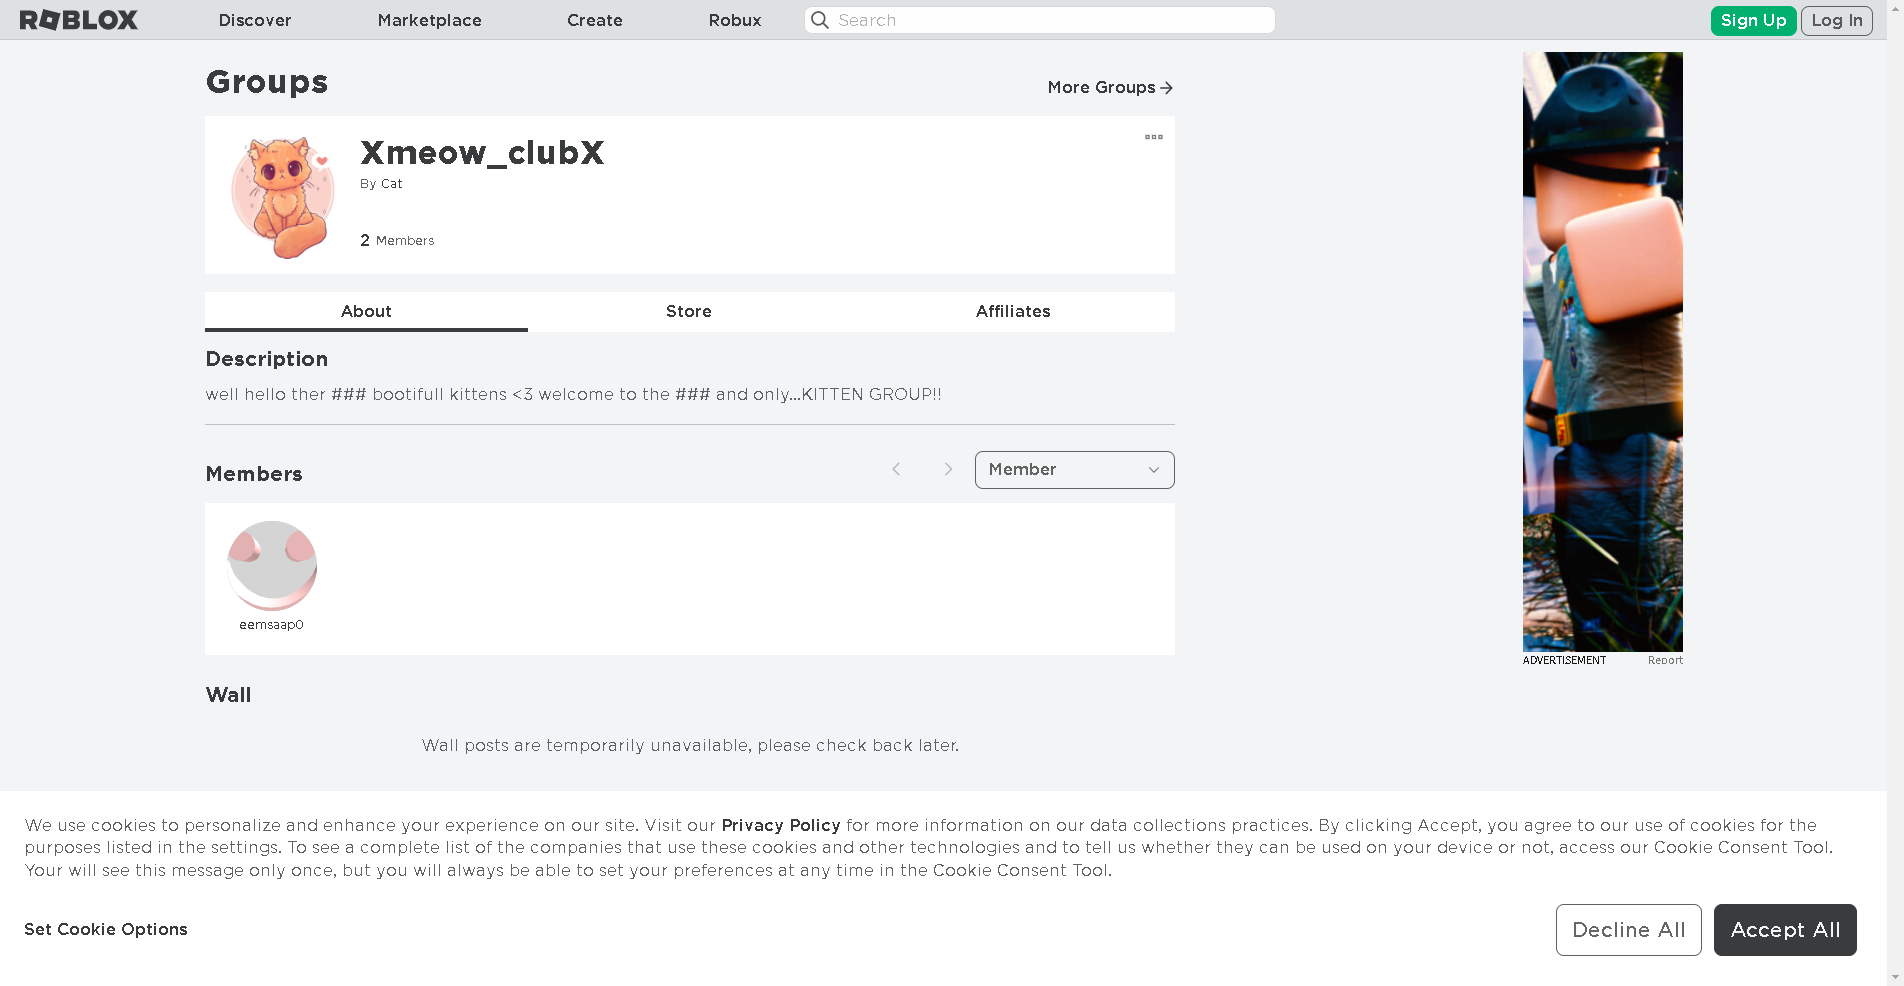 ROBLOX
Discover
Marketplace
Create
Robux
Search
Sign Up
Log In
Groups
More Groups
Xmeow_clubX
By Cat
2 Members
About
Store
Affiliates
Description
well hello ther ### bootifull kittens <3 welcome to the ### and only...KITTEN GROUP!!
Members
Member
eemsaap0
ADVERTISEMENT
Report
Wall
Wall posts are temporarily unavailable, please check back later.
We use cookies to personalize and enhance your experience on our site. Visit our Privacy Policy for more information on our data collections practices. By clicking Accept, you agree to our use of cookies for the
purposes listed in the settings. To see a complete list of the companies that use these cookies and other technologies and to tell us whether they can be used on your device or not, access our Cookie Consent Tool.
Your will see this message only once, but you will always be able to set your preferences at any time in the Cookie Consent Tool.
Set Cookie Options
Decline All
Accept All